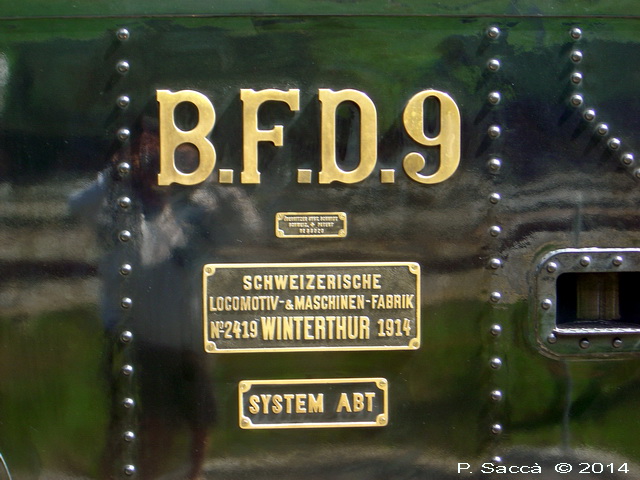 B.F.D.9
SCHWEIZERISCHE
LOCOMOTIV-&MASCHINEN-FABRIK
No2419 WINTERTHUR 1914
SYSTEM ABT
P. Saccà © 2014